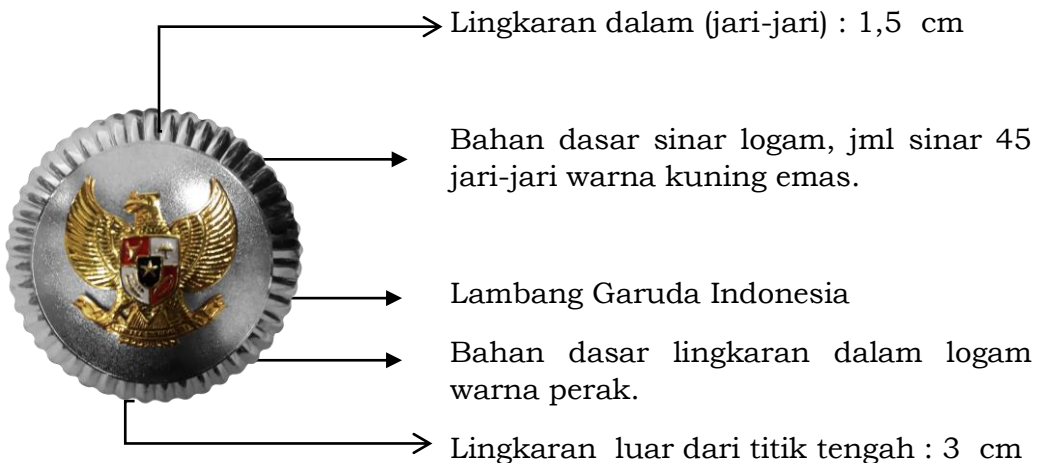 Lingkaran dalam (jari-jari) : 1,5 cm
Bahan dasar sinar logam, jml sinar 45
jari-jari warna kuning emas.
Lambang Garuda Indonesia
Bahan dasar lingkaran dalam logam
warna perak.
Lingkaran luar dari titik tengah : 3 cm